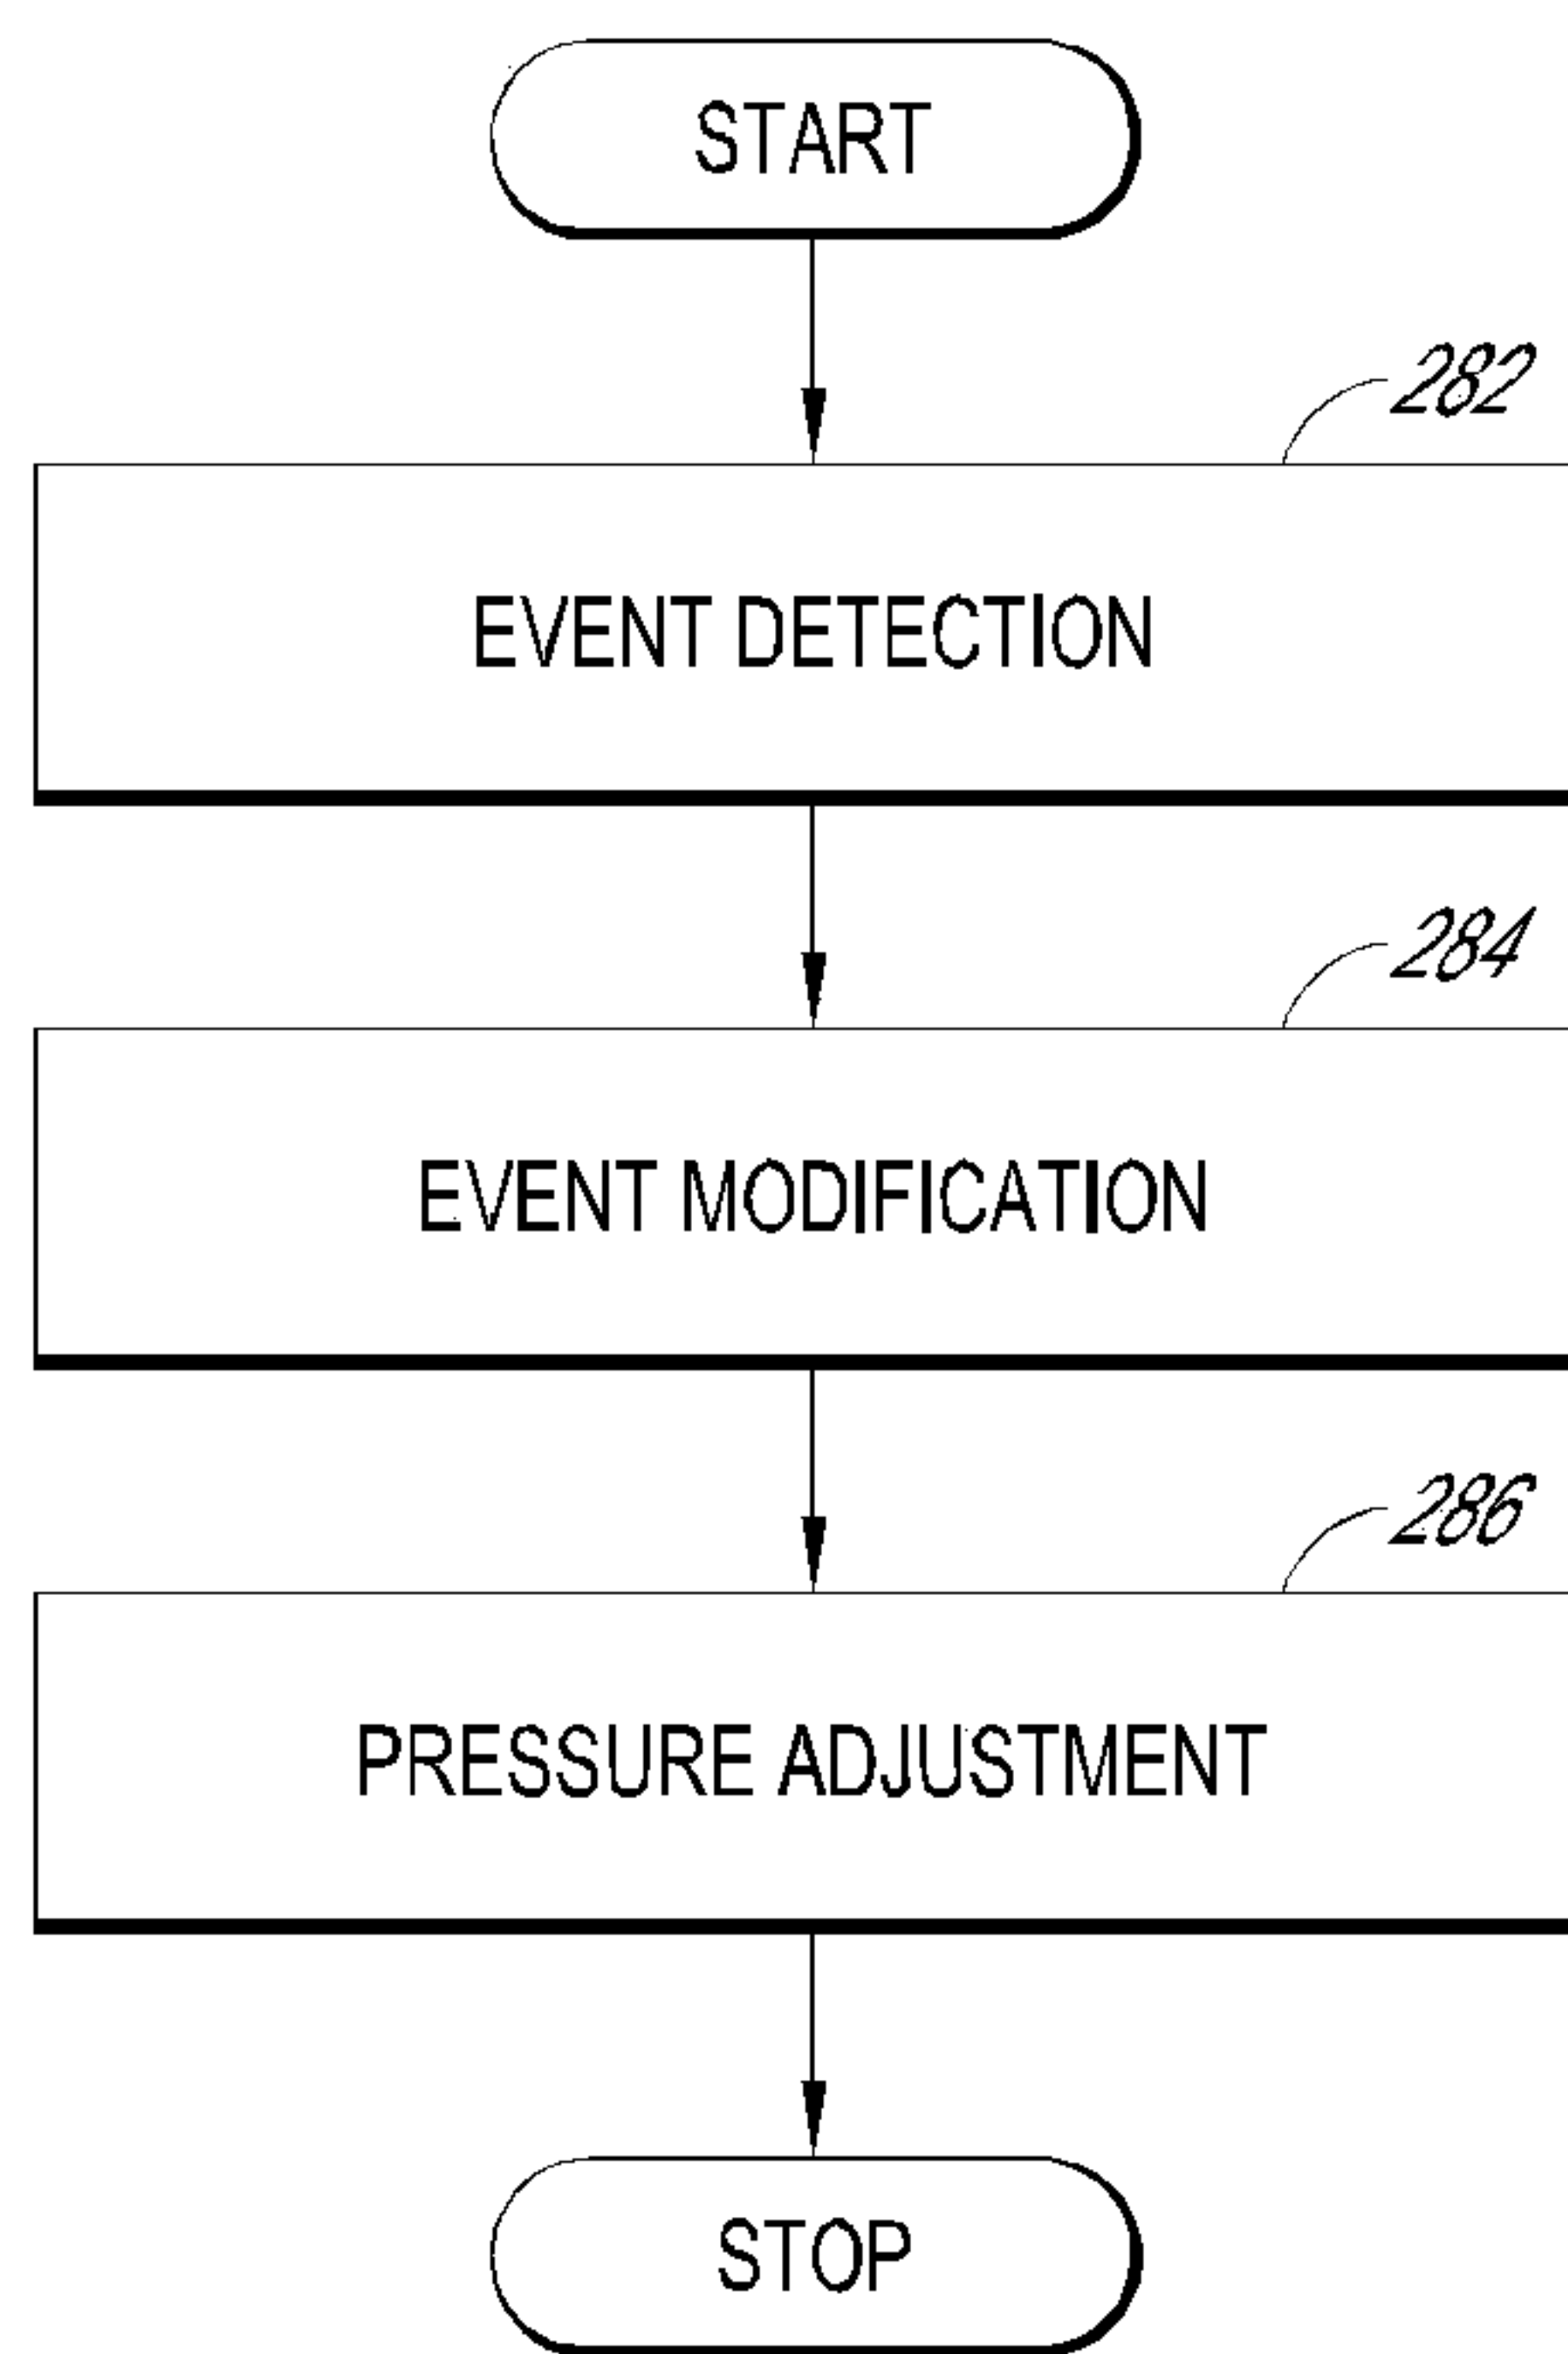 START
282
EVENT DETECTION
284
EVENT MODIFICATION
286
PRESSURE ADJUSTMENT
STOP